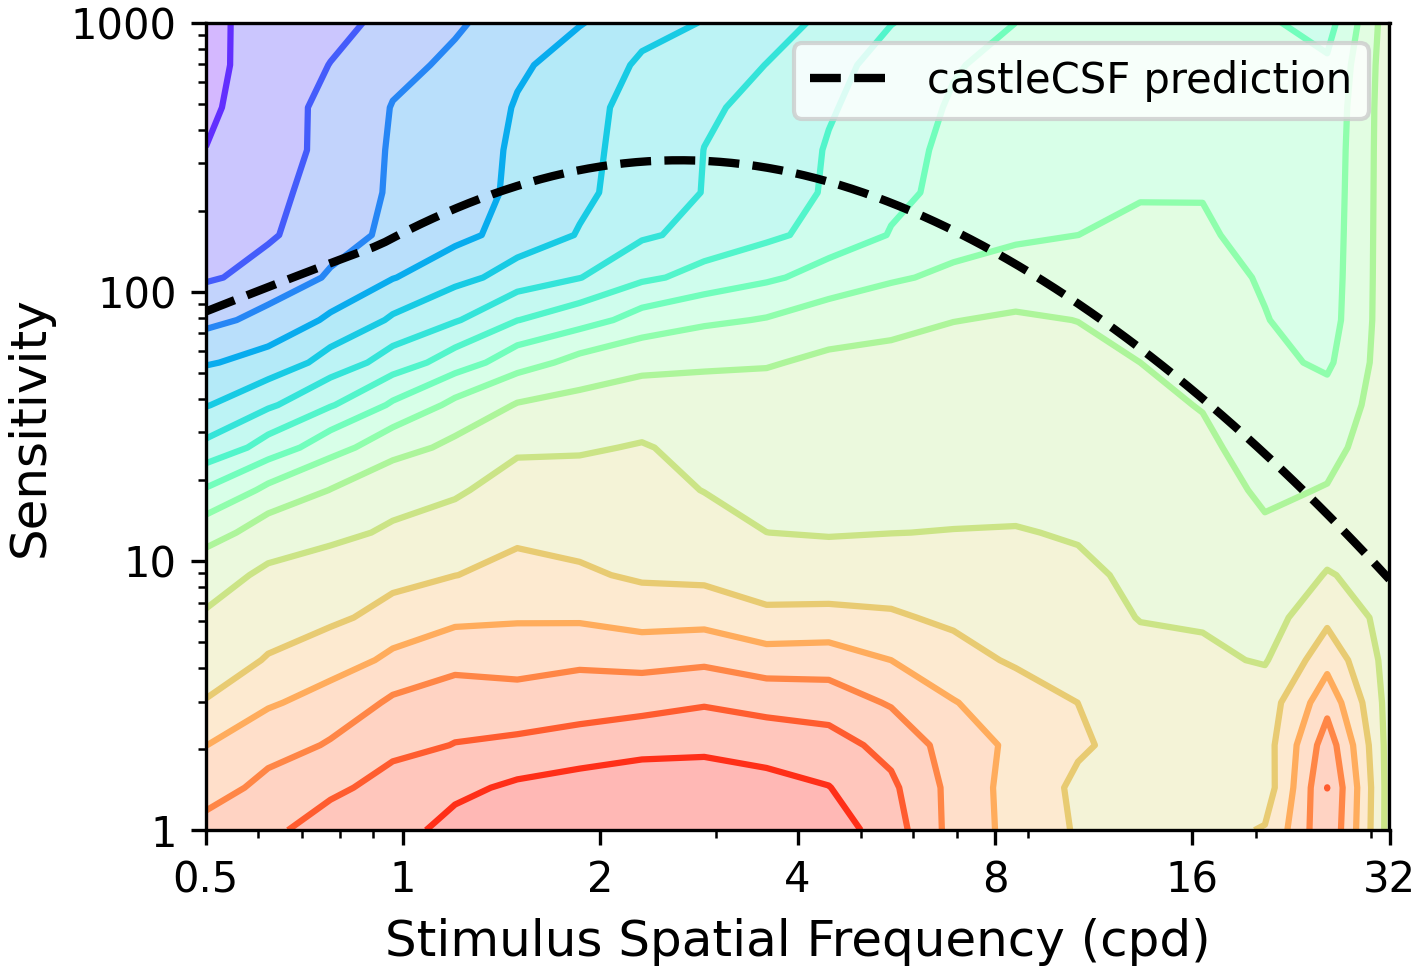 1000
castleCSF prediction
100
10
1
0.5 1 2 4 8 16 32
Sensitivity
Stimulus Spatial Frequency (cpd)